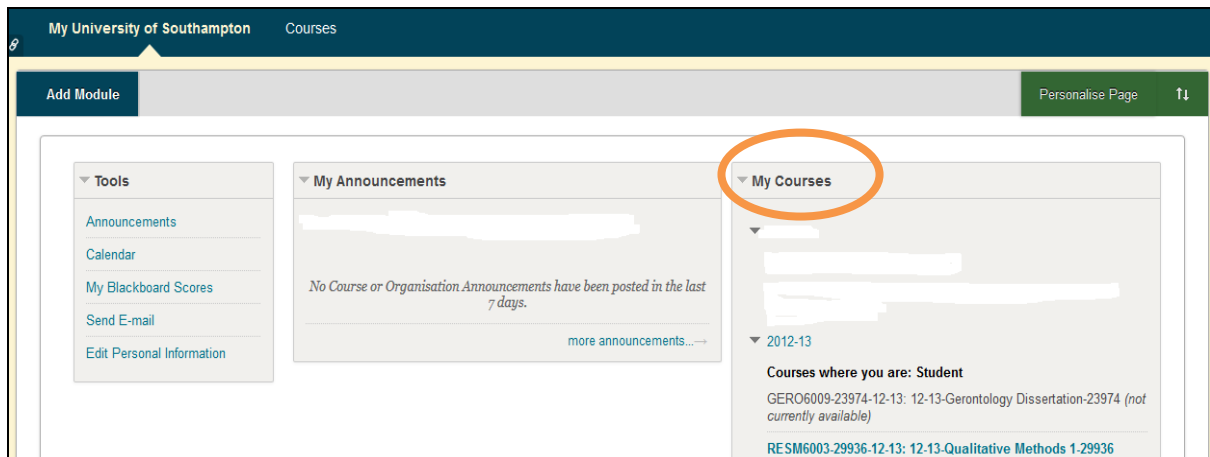 My University of Southampton Courses
Add Module
Personalise Page
Tools
Announcements
Calendar
My Blackboard Scores
Send E-mail
Edit Personal Information
My Announcements
No Course or Organisation Announcements have been posted in the last
7 days.
more announcements...→
My Courses
2012-13
Courses where you are: Student
GERO6009-23974-12-13: 12-13-Gerontology Dissertation-23974 (not
currently available)
RESM6003-29936-12-13: 12-13-Qualitative Methods 1-29936